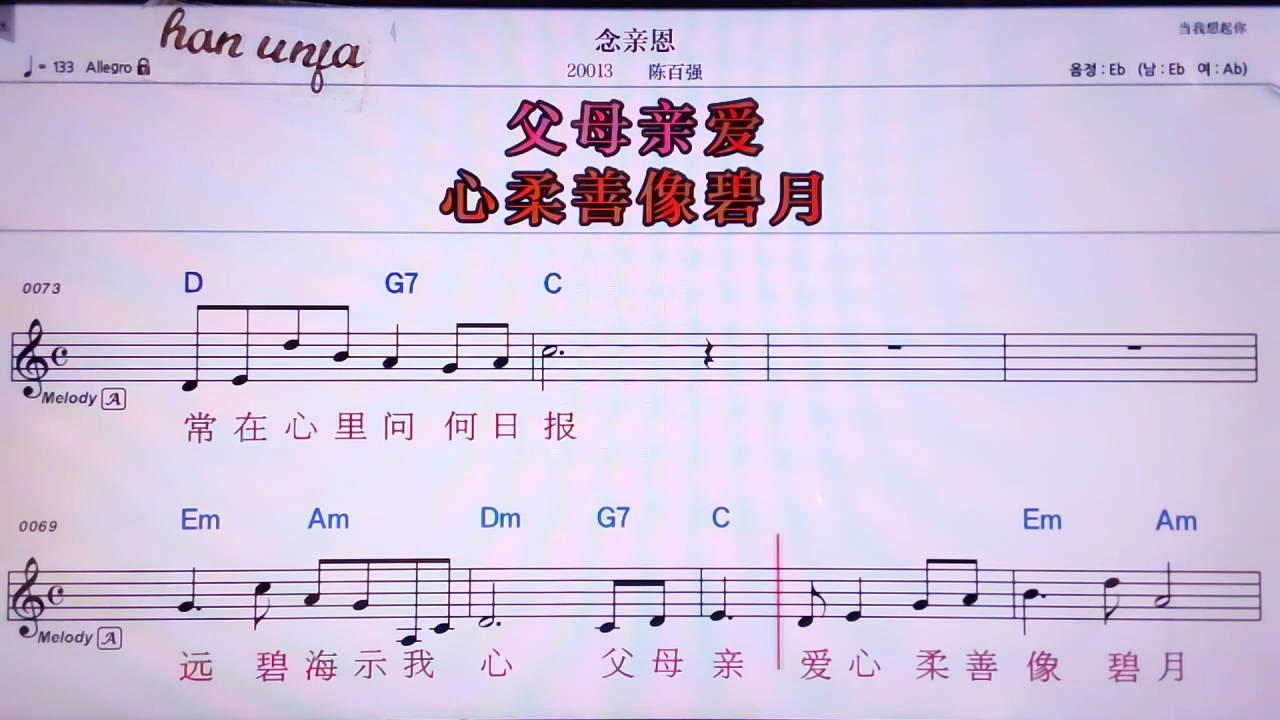 han unfa
念亲恩
当我想起你
♩= 133 Allegro
20013 陈百强
음정 : Eb (남 : Eb 여 : Ab)
父母亲爱
心柔善像碧月
0073 D G7 C
Melody A
常在心里问 何日报
0069 Em Am Dm G7 C Em Am
Melody A
远 碧海示我 心 父母亲 爱心 柔善像 碧月